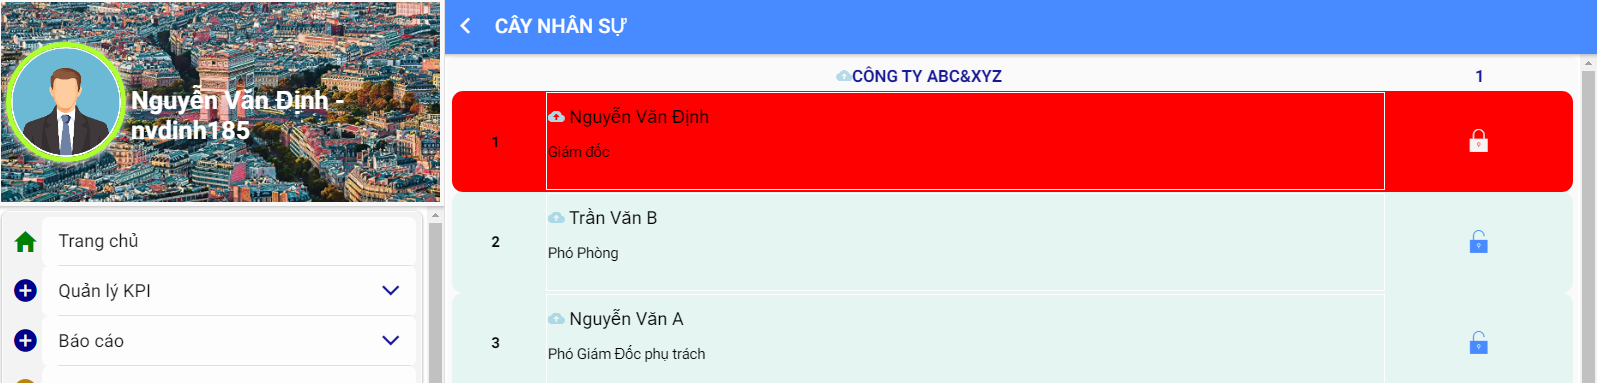 Nguyễn Văn Định -
nvdinh185
Trang chủ
Quản lý KPI
Báo cáo
CÂY NHÂN SỰ
CÔNG TY ABC&XYZ 1
1 Nguyễn Văn Định
Giám đốc
2 Trần Văn B
Phó Phòng
3 Nguyễn Văn A
Phó Giám Đốc phụ trách